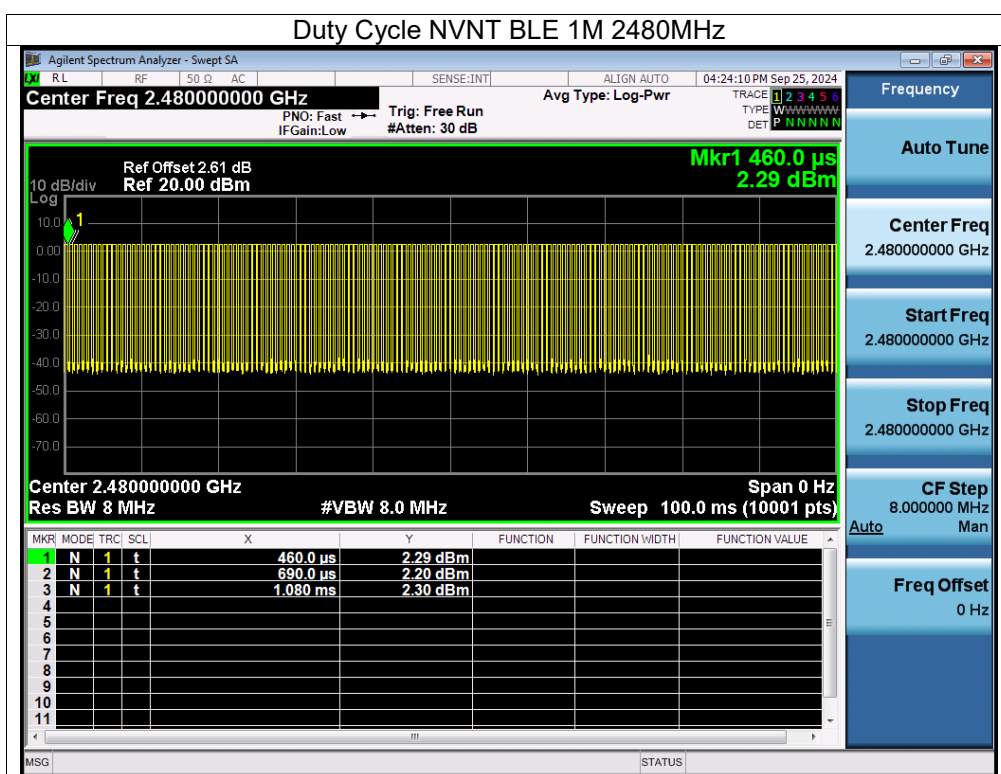 Duty Cycle NVNT BLE 1M 2480MHz
Agilent Spectrum Analyzer - Swept SA
LXI RL RF 50 Ω AC SENSE:INT ALIGN AUTO 04:24:10 PM Sep 25, 2024
Center Freq 2.480000000 GHz Avg Type: Log-Pwr TRACE 1 2 3 4 5 6
PNO: Fast Trig: Free Run TYPE WWWWWW
IFGain:Low #Atten: 30 dB DET P N N N N N
Frequency
Mkr1 460.0 µs
2.29 dBm
Ref Offset 2.61 dB
10 dB/div Ref 20.00 dBm
Log
10.0
1
0.00
-10.0
-20.0
-30.0
-40.0
-50.0
-60.0
-70.0
Center 2.480000000 GHz Span 0 Hz
Res BW 8 MHz #VBW 8.0 MHz Sweep 100.0 ms (10001 pts)
MKR MODE TRC SCL X Y FUNCTION FUNCTION WIDTH FUNCTION VALUE
1 N 1 t 460.0 µs 2.29 dBm
2 N 1 t 690.0 µs 2.20 dBm
3 N 1 t 1.080 ms 2.30 dBm
4
5
6
7
8
9
10
11
MSG STATUS
Auto Tune
Center Freq
2.480000000 GHz
Start Freq
2.480000000 GHz
Stop Freq
2.480000000 GHz
CF Step
8.000000 MHz
Auto Man
Freq Offset
0 Hz